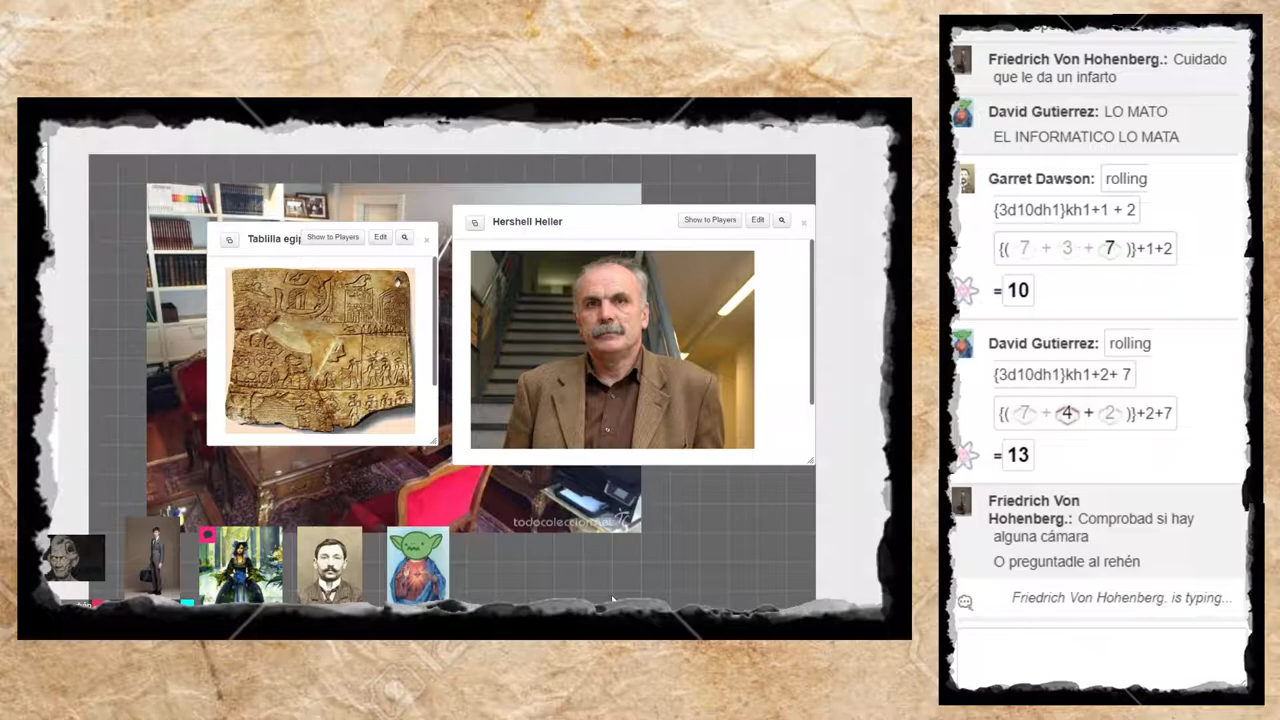 Tablilla egip
Show to Players
Edit
Hershell Heller
Show to Players
Edit
todocoleccion.net
Friedrich Von Hohenberg.: Cuidado
que le da un infarto
David Gutierrez: LO MATO
EL INFORMATICO LO MATA
Garret Dawson: rolling
{3d10dh1}kh1+1 + 2
{( 7 + 3 + 7 )}+1+2
= 10
David Gutierrez: rolling
{3d10dh1}kh1+2+ 7
{( 7 + 4 + 2 )}+2+7
= 13
Friedrich Von
Hohenberg.: Comprobad si hay
alguna cámara
O preguntadle al rehén
Friedrich Von Hohenberg. is typing...